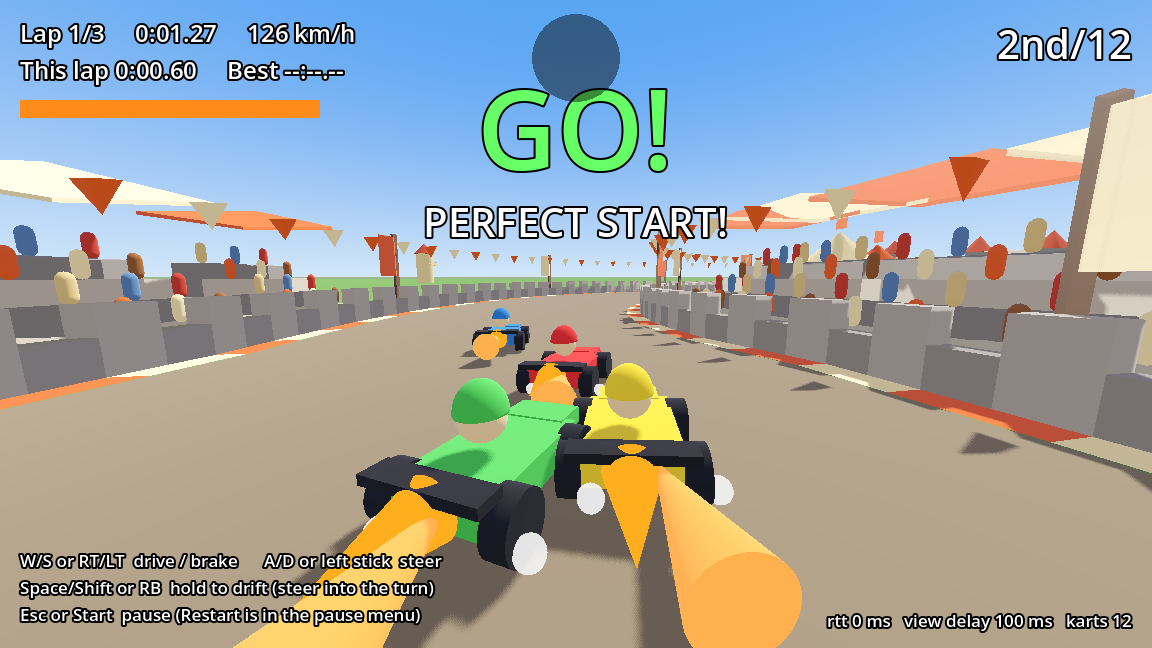 Lap 1/3 0:01.27 126 km/h
This lap 0:00.60 Best --:--.--
2nd/12
GO!
PERFECT START!
W/S or RT/LT drive / brake A/D or left stick steer
Space/Shift or RB hold to drift (steer into the turn)
Esc or Start pause (Restart is in the pause menu)
rtt 0 ms view delay 100 ms karts 12